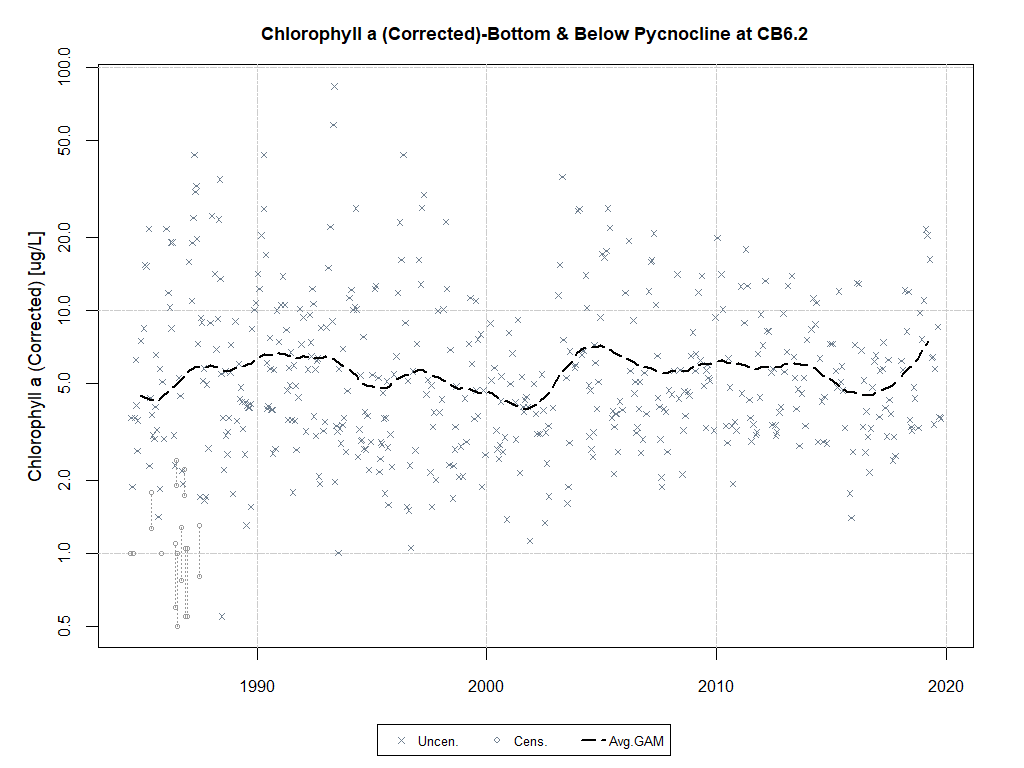 Chlorophyll a (Corrected)-Bottom & Below Pycnocline at CB6.2
Chlorophyll a (Corrected) [ug/L]
100.0
50.0
20.0
10.0
5.0
2.0
1.0
0.5
1990 2000 2010 2020
Uncen. Cens. Avg.GAM